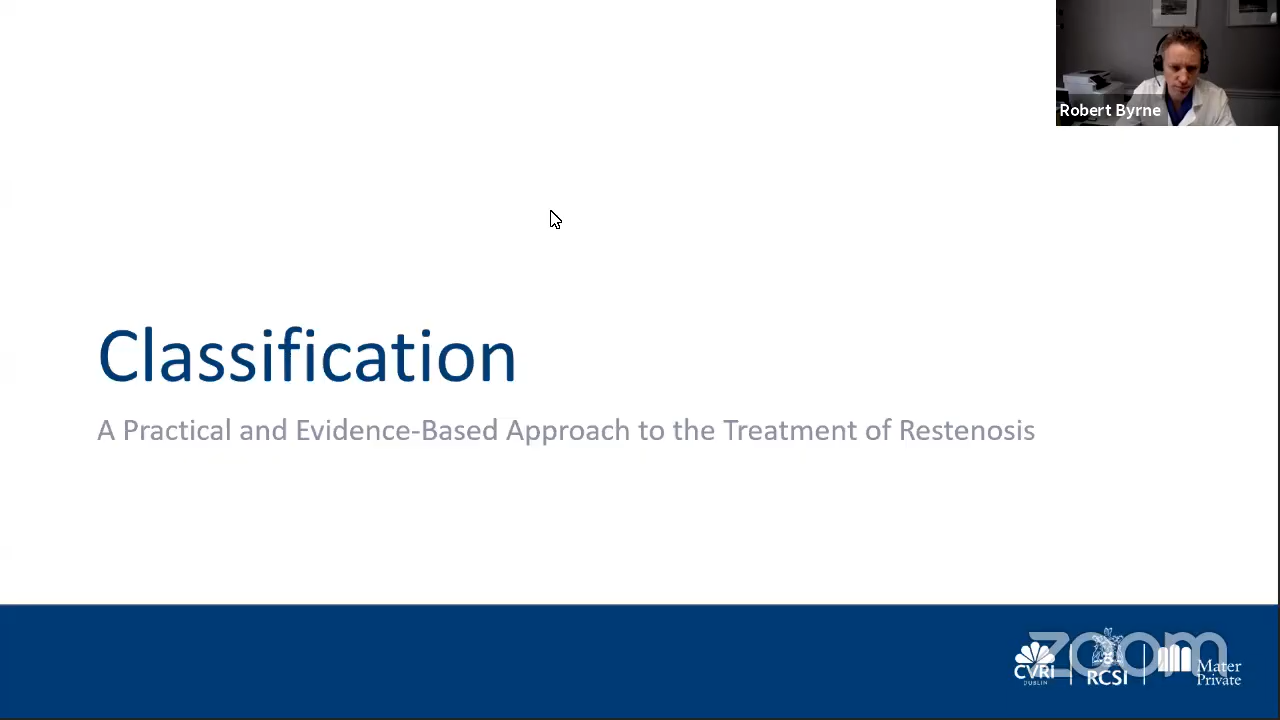 Robert Byrne
Classification
A Practical and Evidence-Based Approach to the Treatment of Restenosis
zoom
CVRI
DUBLIN
RCSI
Mater
Private